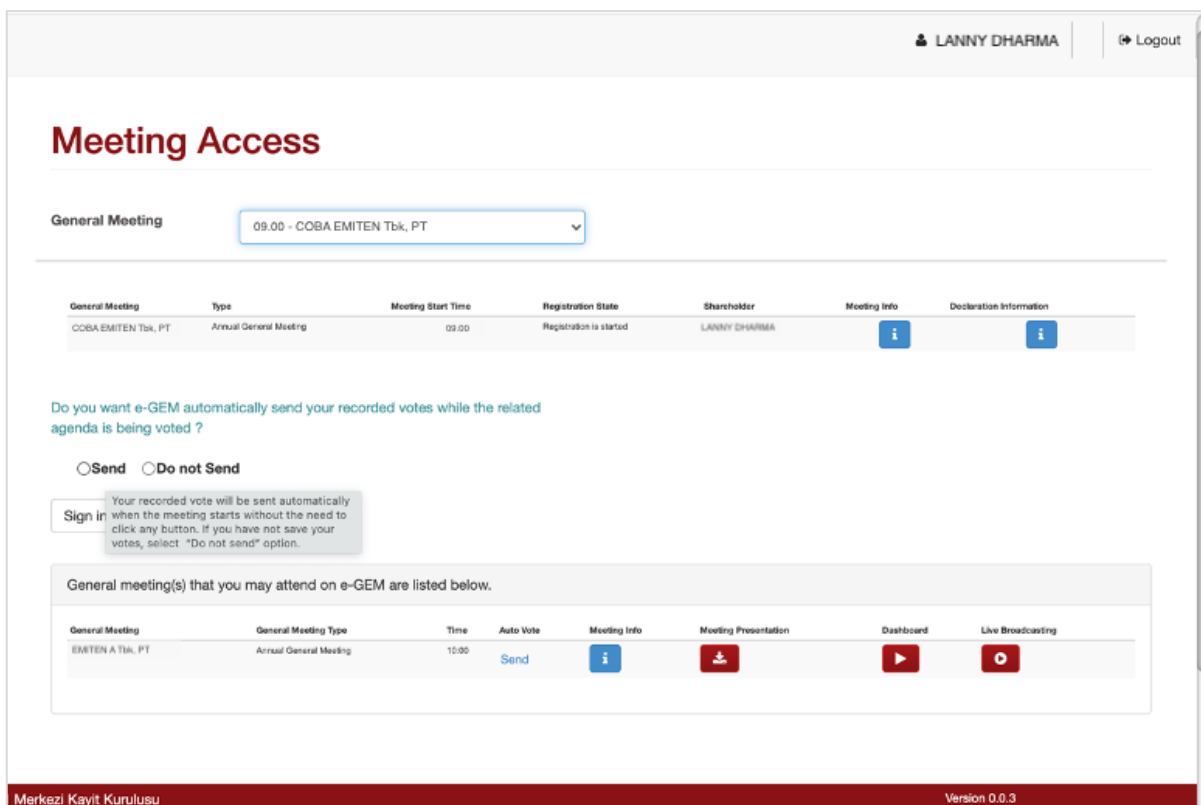 LANNY DHARMA Logout
Meeting Access
General Meeting 09.00 - COBA EMITEN Tbk, PT
General Meeting Type Meeting Start Time Registration State Shareholder Meeting Info Declaration Information
COBA EMITEN Tbk, PT Annual General Meeting 09.00 Registration is started LANNY DHARMA
Do you want e-GEM automatically send your recorded votes while the related
agenda is being voted ?
Send Do not Send
Sign in
Your recorded vote will be sent automatically
when the meeting starts without the need to
click any button. If you have not save your
votes, select "Do not send" option.
General meeting(s) that you may attend on e-GEM are listed below.
General Meeting General Meeting Type Time Auto Vote Meeting Info Meeting Presentation Dashboard Live Broadcasting
EMITEN A Tbk, PT Annual General Meeting 10:00 Send
Merkezi Kayit Kurulusu Version 0.0.3